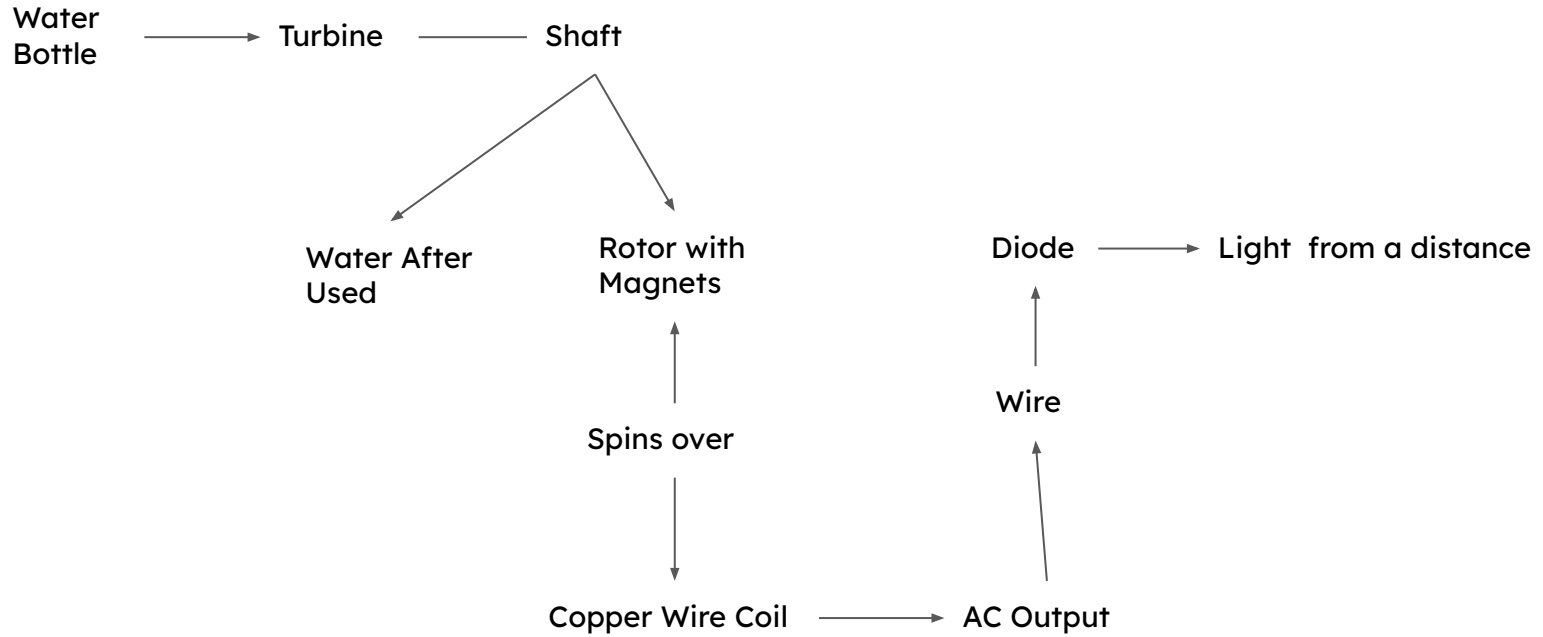 Water
Bottle
Turbine
Shaft
Water After
Used
Rotor with
Magnets
Spins over
Copper Wire Coil
AC Output
Wire
Diode
Light  from a distance